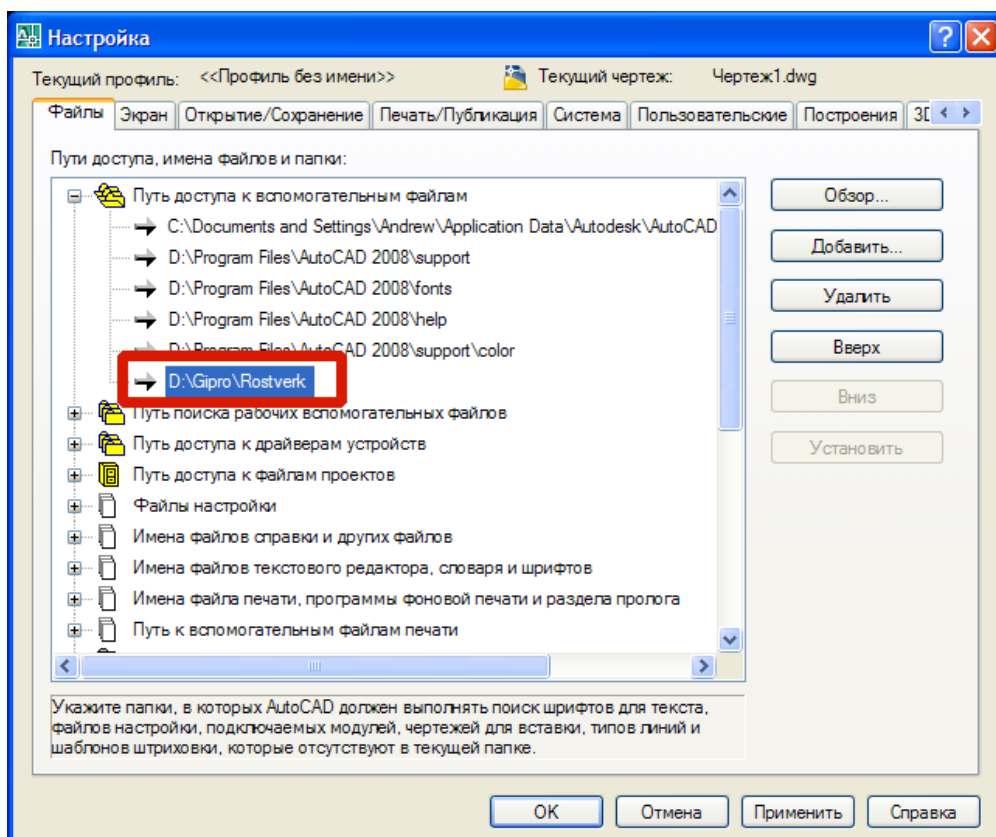 Настройка
Текущий профиль: <<Профиль без имени>> Текущий чертеж: Чертеж1.dwg
Файлы Экран Открытие/Сохранение Печать/Публикация Система Пользовательские Построения
Пути доступа, имена файлов и папки:
Путь доступа к вспомогательным файлам
Обзор...
C:\Documents and Settings\Andrew\Application Data\Autodesk\AutoCAD
Добавить...
D:\Program Files\AutoCAD 2008\support
D:\Program Files\AutoCAD 2008\fonts
Удалить
D:\Program Files\AutoCAD 2008\help
D:\Program Files\AutoCAD 2008\support\color
Вверх
D:\Gipro\Rostverk
Вниз
Путь поиска рабочих вспомогательных файлов
Путь доступа к драйверам устройств
Установить
Путь доступа к файлам проектов
Файлы настройки
Имена файлов справки и других файлов
Имена файлов текстового редактора, словаря и шрифтов
Имена файла печати, программы фоновой печати и раздела пролога
Путь к вспомогательным файлам печати
Укажите папки, в которых AutoCAD должен выполнять поиск шрифтов для текста,
файлов настройки, подключаемых модулей, чертежей для вставки, типов линий и
шаблонов штриховки, которые отсутствуют в текущей папке.
OK Отмена Применить Справка